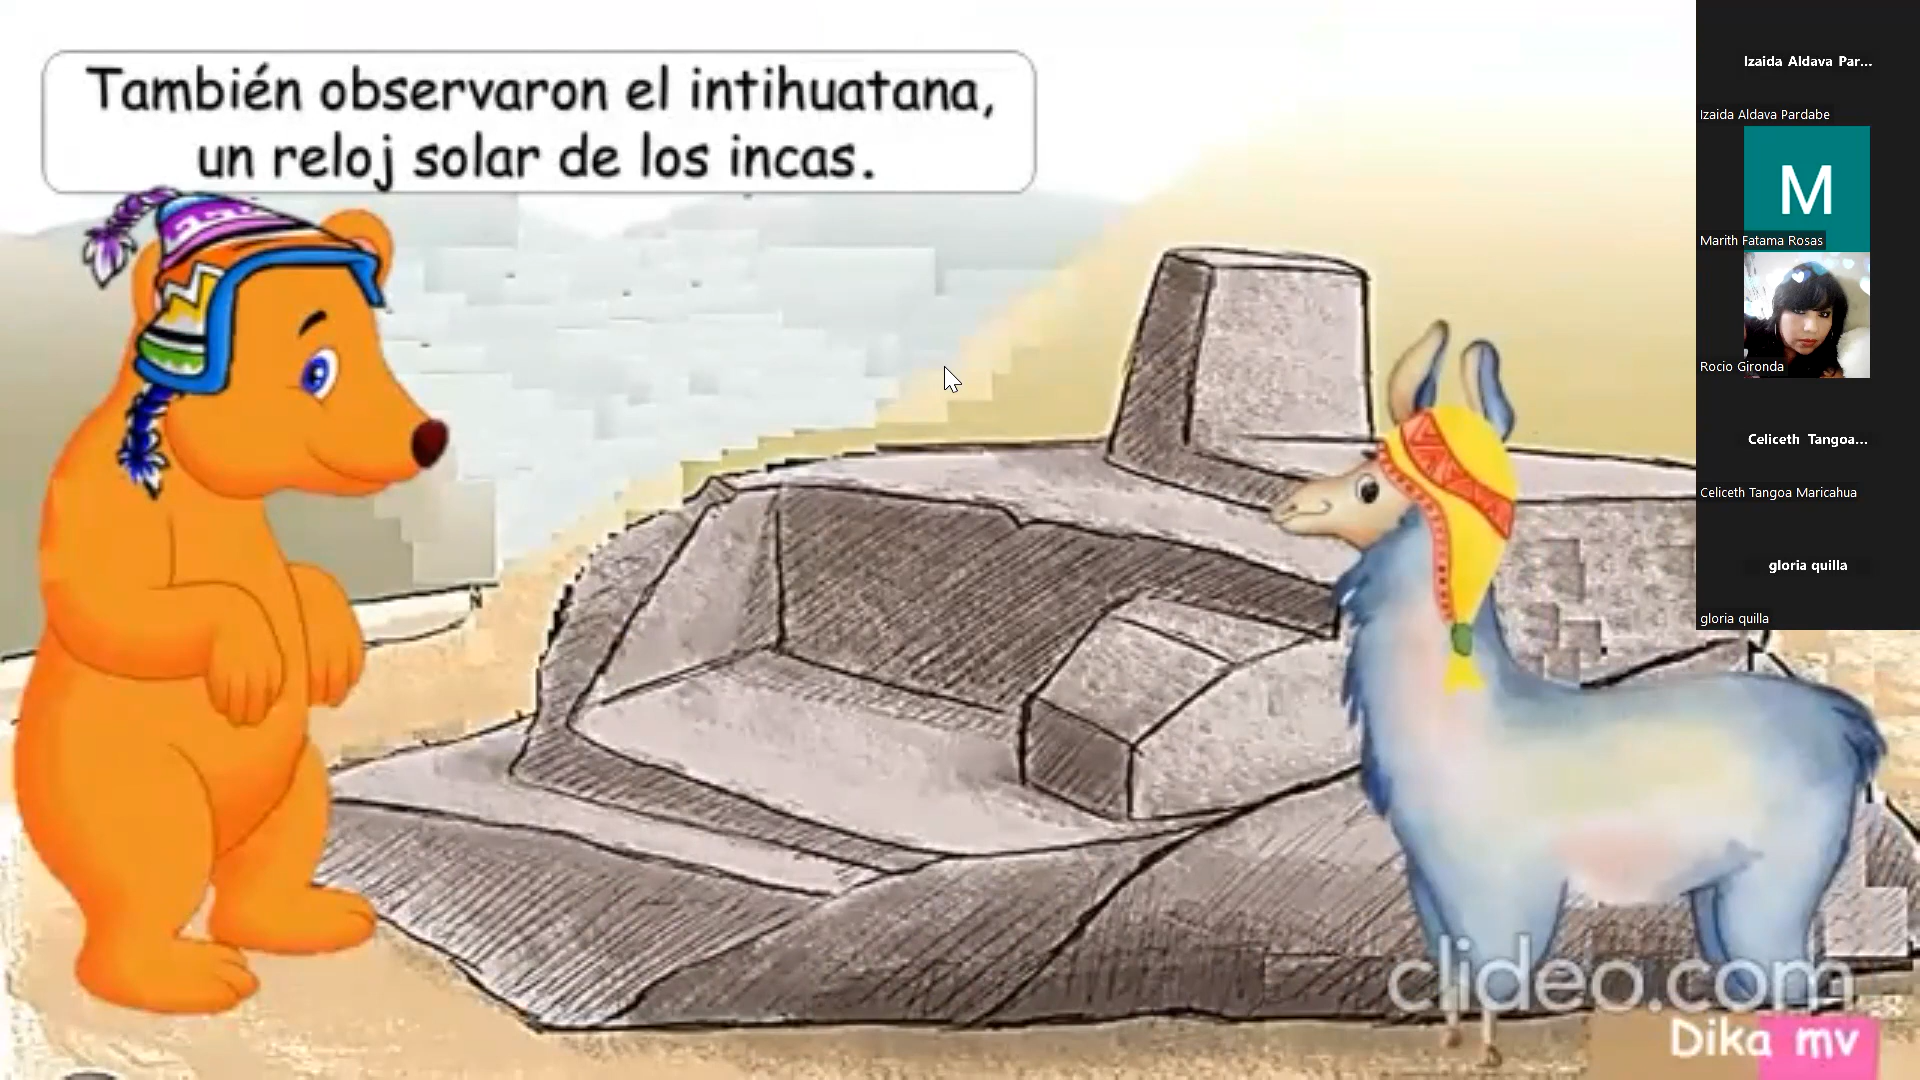 También observaron el intihuatana,
un reloj solar de los incas.
Izaida Aldava Par...
Izaida Aldava Pardabe
M
Marith Fatama Rosas
Rocio Gironda
Celiceth Tangoa...
Celiceth Tangoa Maricahua
gloria quilla
gloria quilla
clideo.com
Dika mv